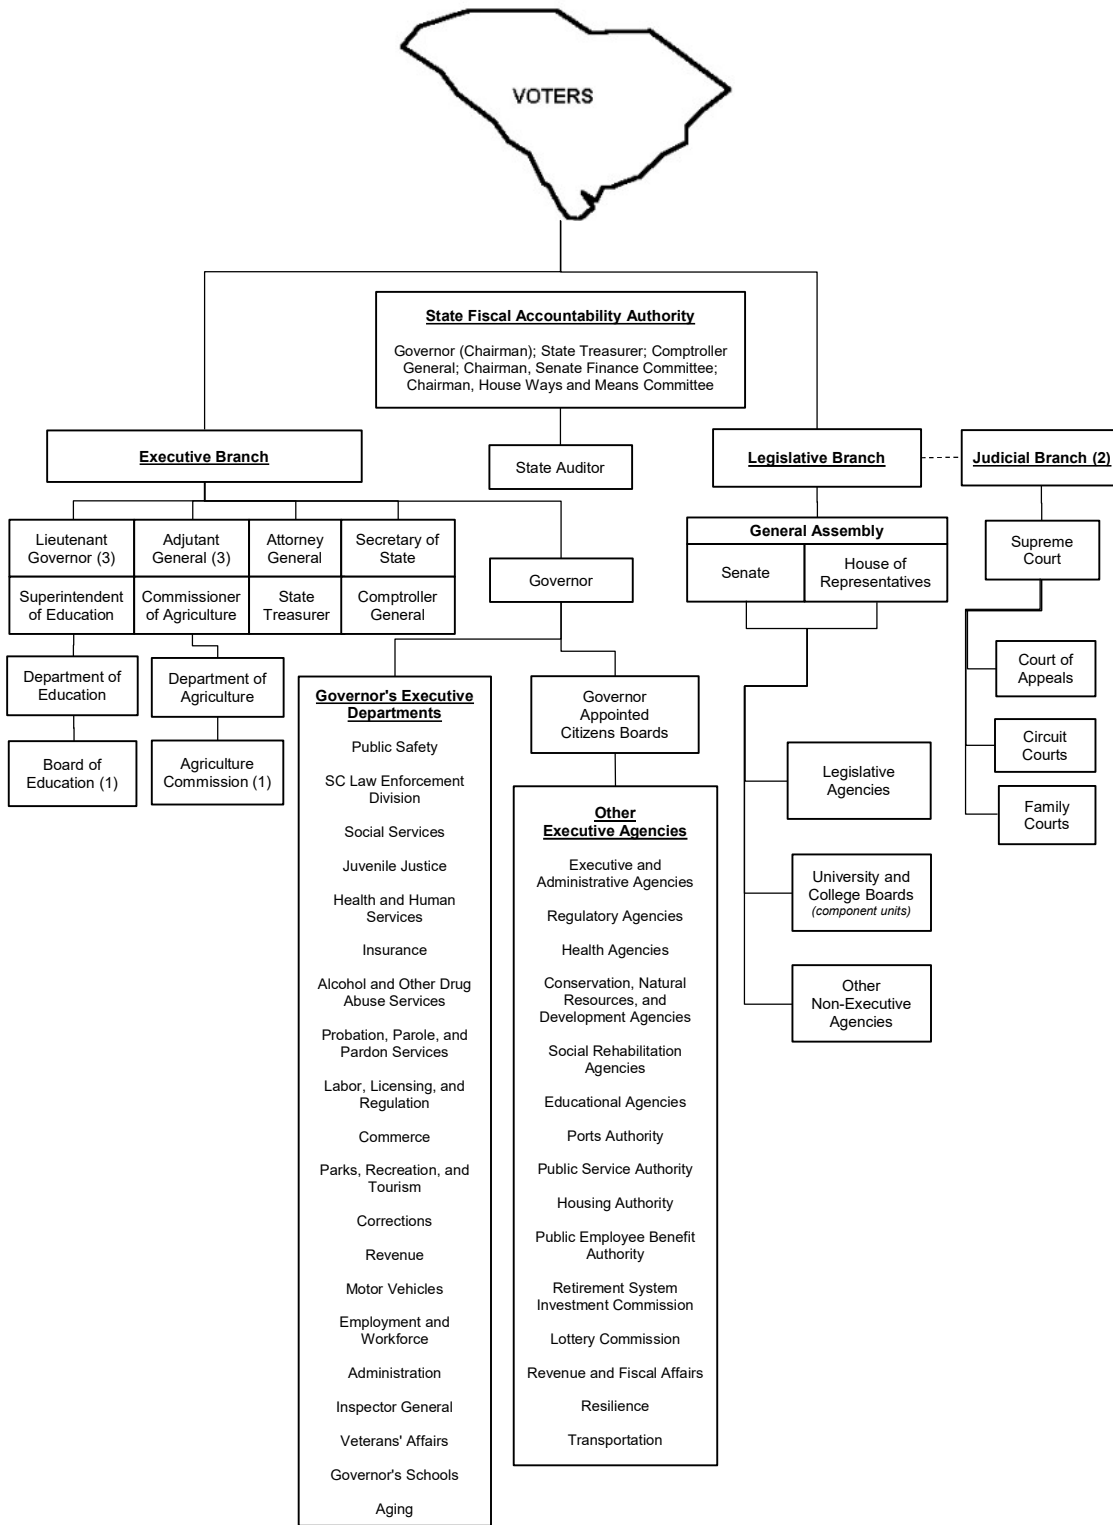 VOTERS
State Fiscal Accountability Authority
Governor (Chairman); State Treasurer; Comptroller
General; Chairman, Senate Finance Committee;
Chairman, House Ways and Means Committee
Executive Branch
State Auditor
Legislative Branch
Judicial Branch (2)
Lieutenant
Governor (3)
Adjutant
General (3)
Attorney
General
Secretary of
State
Superintendent
of Education
Commissioner
of Agriculture
State
Treasurer
Comptroller
General
Governor
General Assembly
Senate
House of
Representatives
Supreme
Court
Department of
Education
Department of
Agriculture
Board of
Education (1)
Agriculture
Commission (1)
Governor's Executive
Departments
Public Safety
SC Law Enforcement
Division
Social Services
Juvenile Justice
Health and Human
Services
Insurance
Alcohol and Other Drug
Abuse Services
Probation, Parole, and
Pardon Services
Labor, Licensing, and
Regulation
Commerce
Parks, Recreation, and
Tourism
Corrections
Revenue
Motor Vehicles
Employment and
Workforce
Administration
Inspector General
Veterans' Affairs
Governor's Schools
Aging
Governor
Appointed
Citizens Boards
Other
Executive Agencies
Executive and
Administrative Agencies
Regulatory Agencies
Health Agencies
Conservation, Natural
Resources, and
Development Agencies
Social Rehabilitation
Agencies
Educational Agencies
Ports Authority
Public Service Authority
Housing Authority
Public Employee Benefit
Authority
Retirement System
Investment Commission
Lottery Commission
Revenue and Fiscal Affairs
Resilience
Transportation
Legislative
Agencies
University and
College Boards
(component units)
Other
Non-Executive
Agencies
Court of
Appeals
Circuit
Courts
Family
Courts